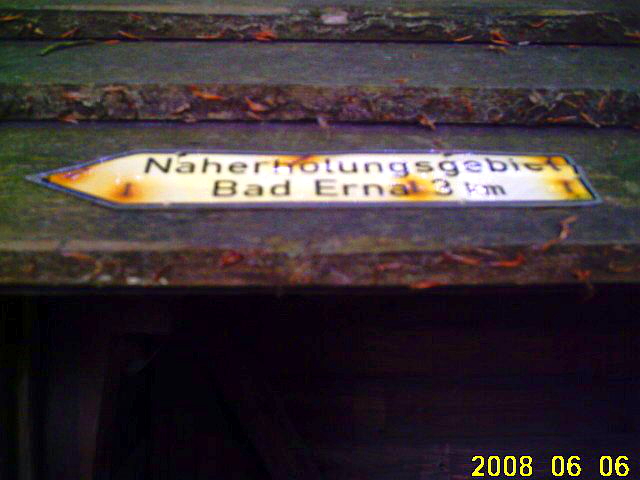 Naherholungsgebiet
Bad Erna 3 km
2008 06 06